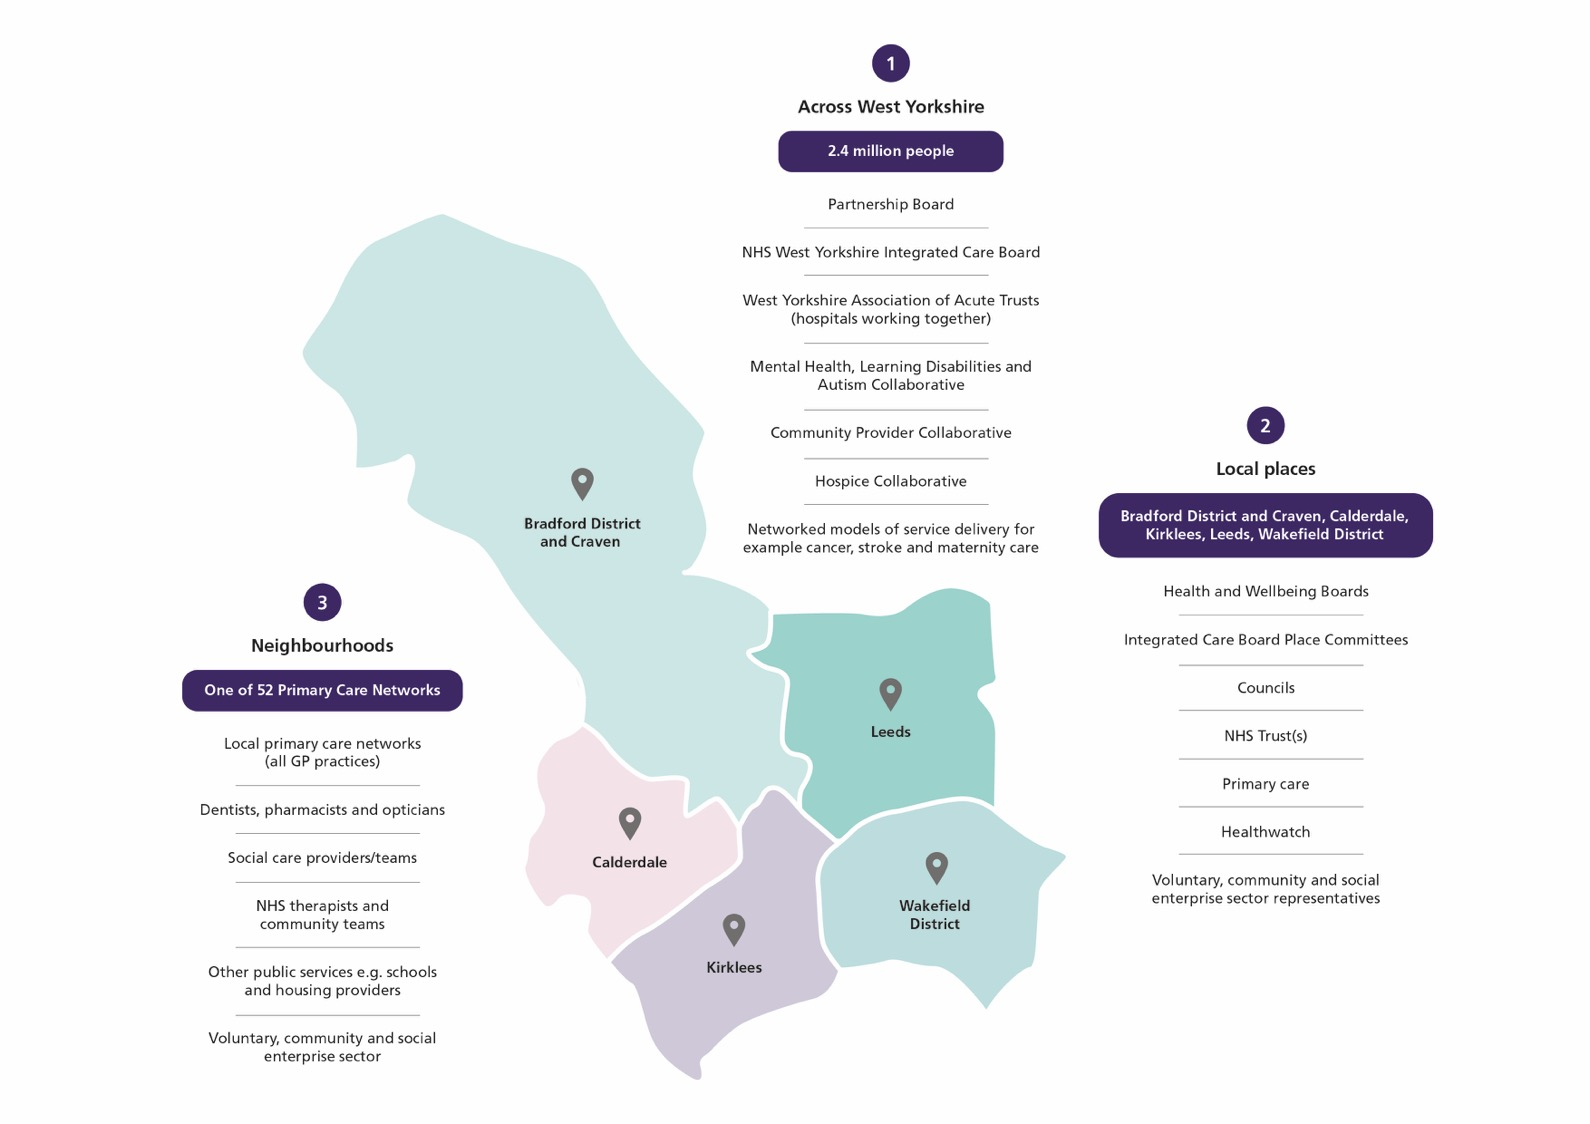 1
Across West Yorkshire
2.4 million people
Partnership Board
NHS West Yorkshire Integrated Care Board
West Yorkshire Association of Acute Trusts
(hospitals working together)
Mental Health, Learning Disabilities and
Autism Collaborative
Community Provider Collaborative
Hospice Collaborative
Networked models of service delivery for
example cancer, stroke and maternity care
2
Local places
Bradford District and Craven, Calderdale,
Kirklees, Leeds, Wakefield District
Health and Wellbeing Boards
Integrated Care Board Place Committees
Councils
NHS Trust(s)
Primary care
Healthwatch
Voluntary, community and social
enterprise sector representatives
3
Neighbourhoods
One of 52 Primary Care Networks
Local primary care networks
(all GP practices)
Dentists, pharmacists and opticians
Social care providers/teams
NHS therapists and
community teams
Other public services e.g. schools
and housing providers
Voluntary, community and social
enterprise sector
Bradford District
and Craven
Leeds
Calderdale
Wakefield
District
Kirklees